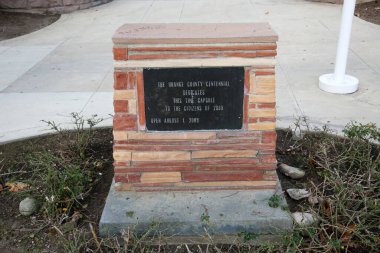 THE ORANGE COUNTY CENTENNIAL
DEDICATES
THIS TIME CAPSULE
TO THE CITIZENS OF 2089
OPEN AUGUST 1, 2089